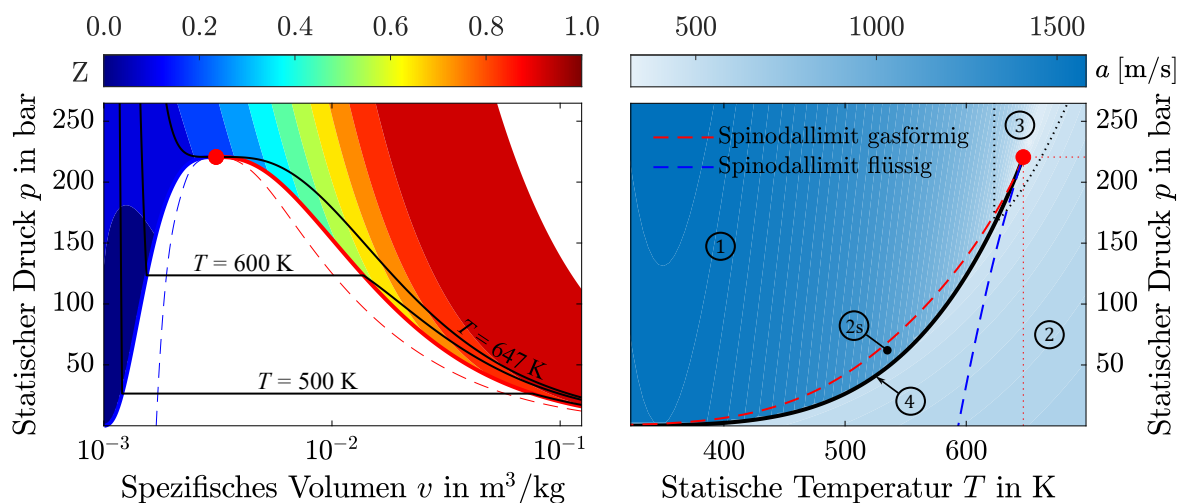 0.0 0.2 0.4 0.6 0.8 1.0
Z
Statischer Druck p in bar
250
200
150
100
50
T = 600 K
T = 500 K
T = 647 K
10⁻³ 10⁻² 10⁻¹
Spezifisches Volumen v in m³/kg
500 1000 1500
a [m/s]
Spinodallimit gasförmig
Spinodallimit flüssig
3
1
2s
2
4
250
200
150
100
50
Statischer Druck p in bar
400 500 600
Statische Temperatur T in K